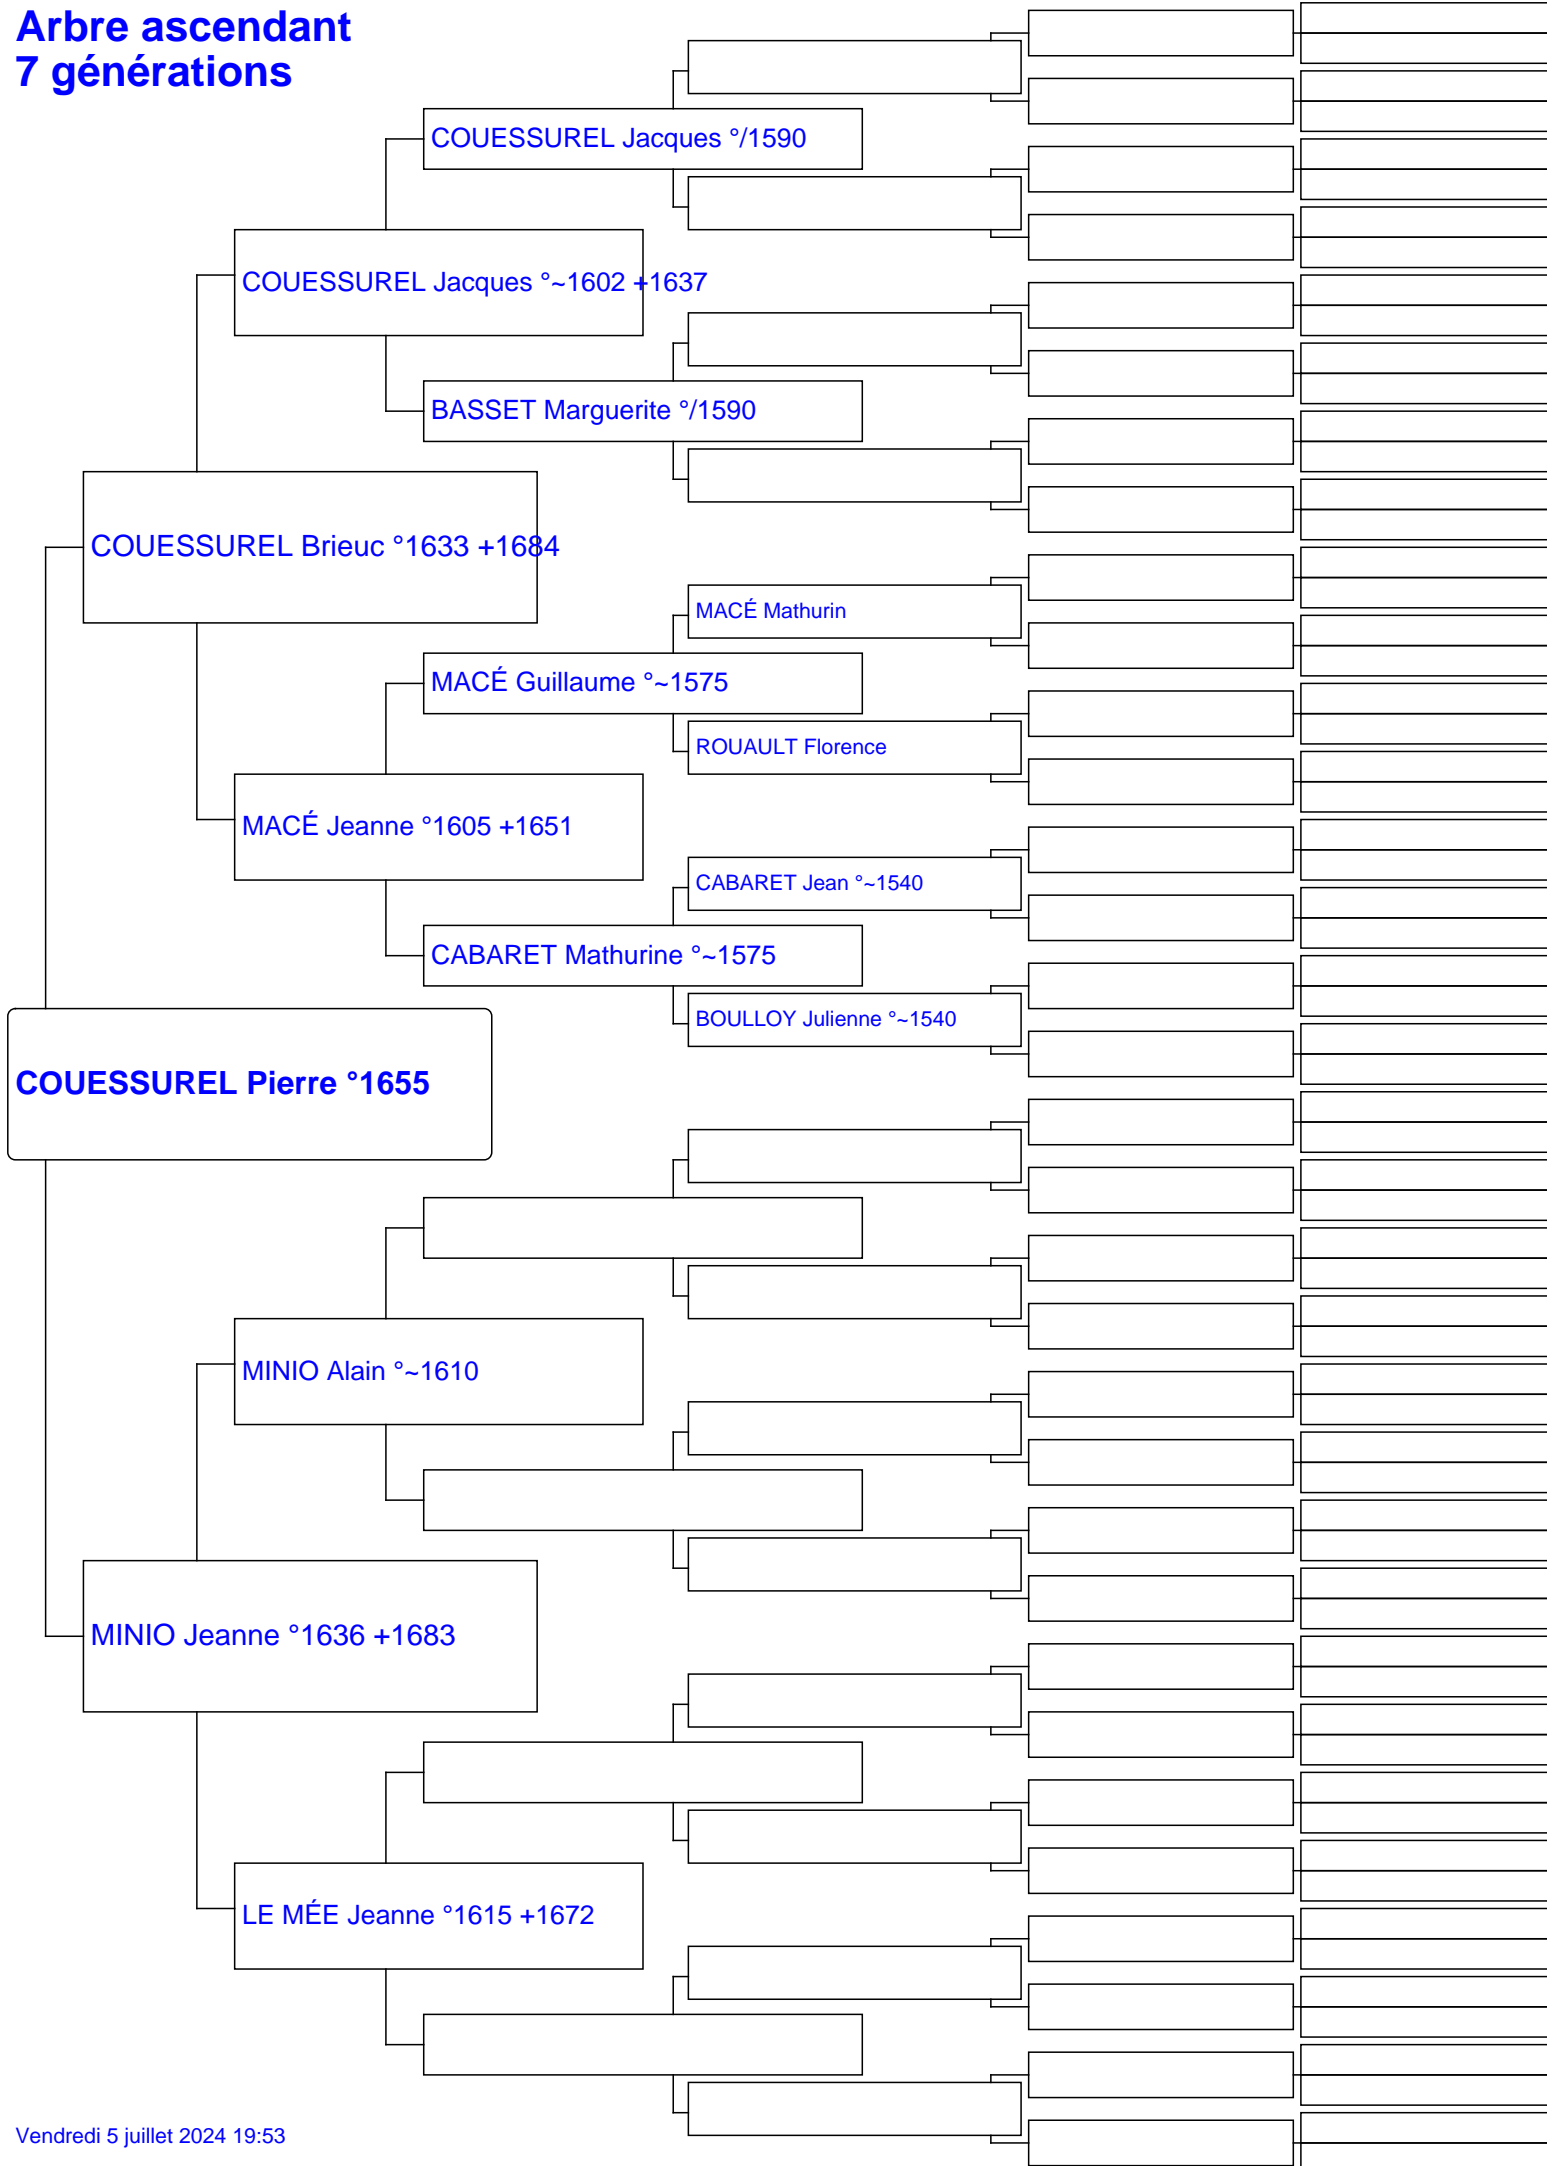 Arbre ascendant
7 générations
COUESSUREL Jacques °/1590
COUESSUREL Jacques °~1602 +1637
BASSET Marguerite °/1590
COUESSUREL Brieuc °1633 +1684
MACÉ Mathurin
MACÉ Guillaume °~1575
ROUAULT Florence
MACÉ Jeanne °1605 +1651
CABARET Jean °~1540
CABARET Mathurine °~1575
BOULLOY Julienne °~1540
COUESSUREL Pierre °1655
MINIO Alain °~1610
MINIO Jeanne °1636 +1683
LE MÉE Jeanne °1615 +1672
Vendredi 5 juillet 2024 19:53